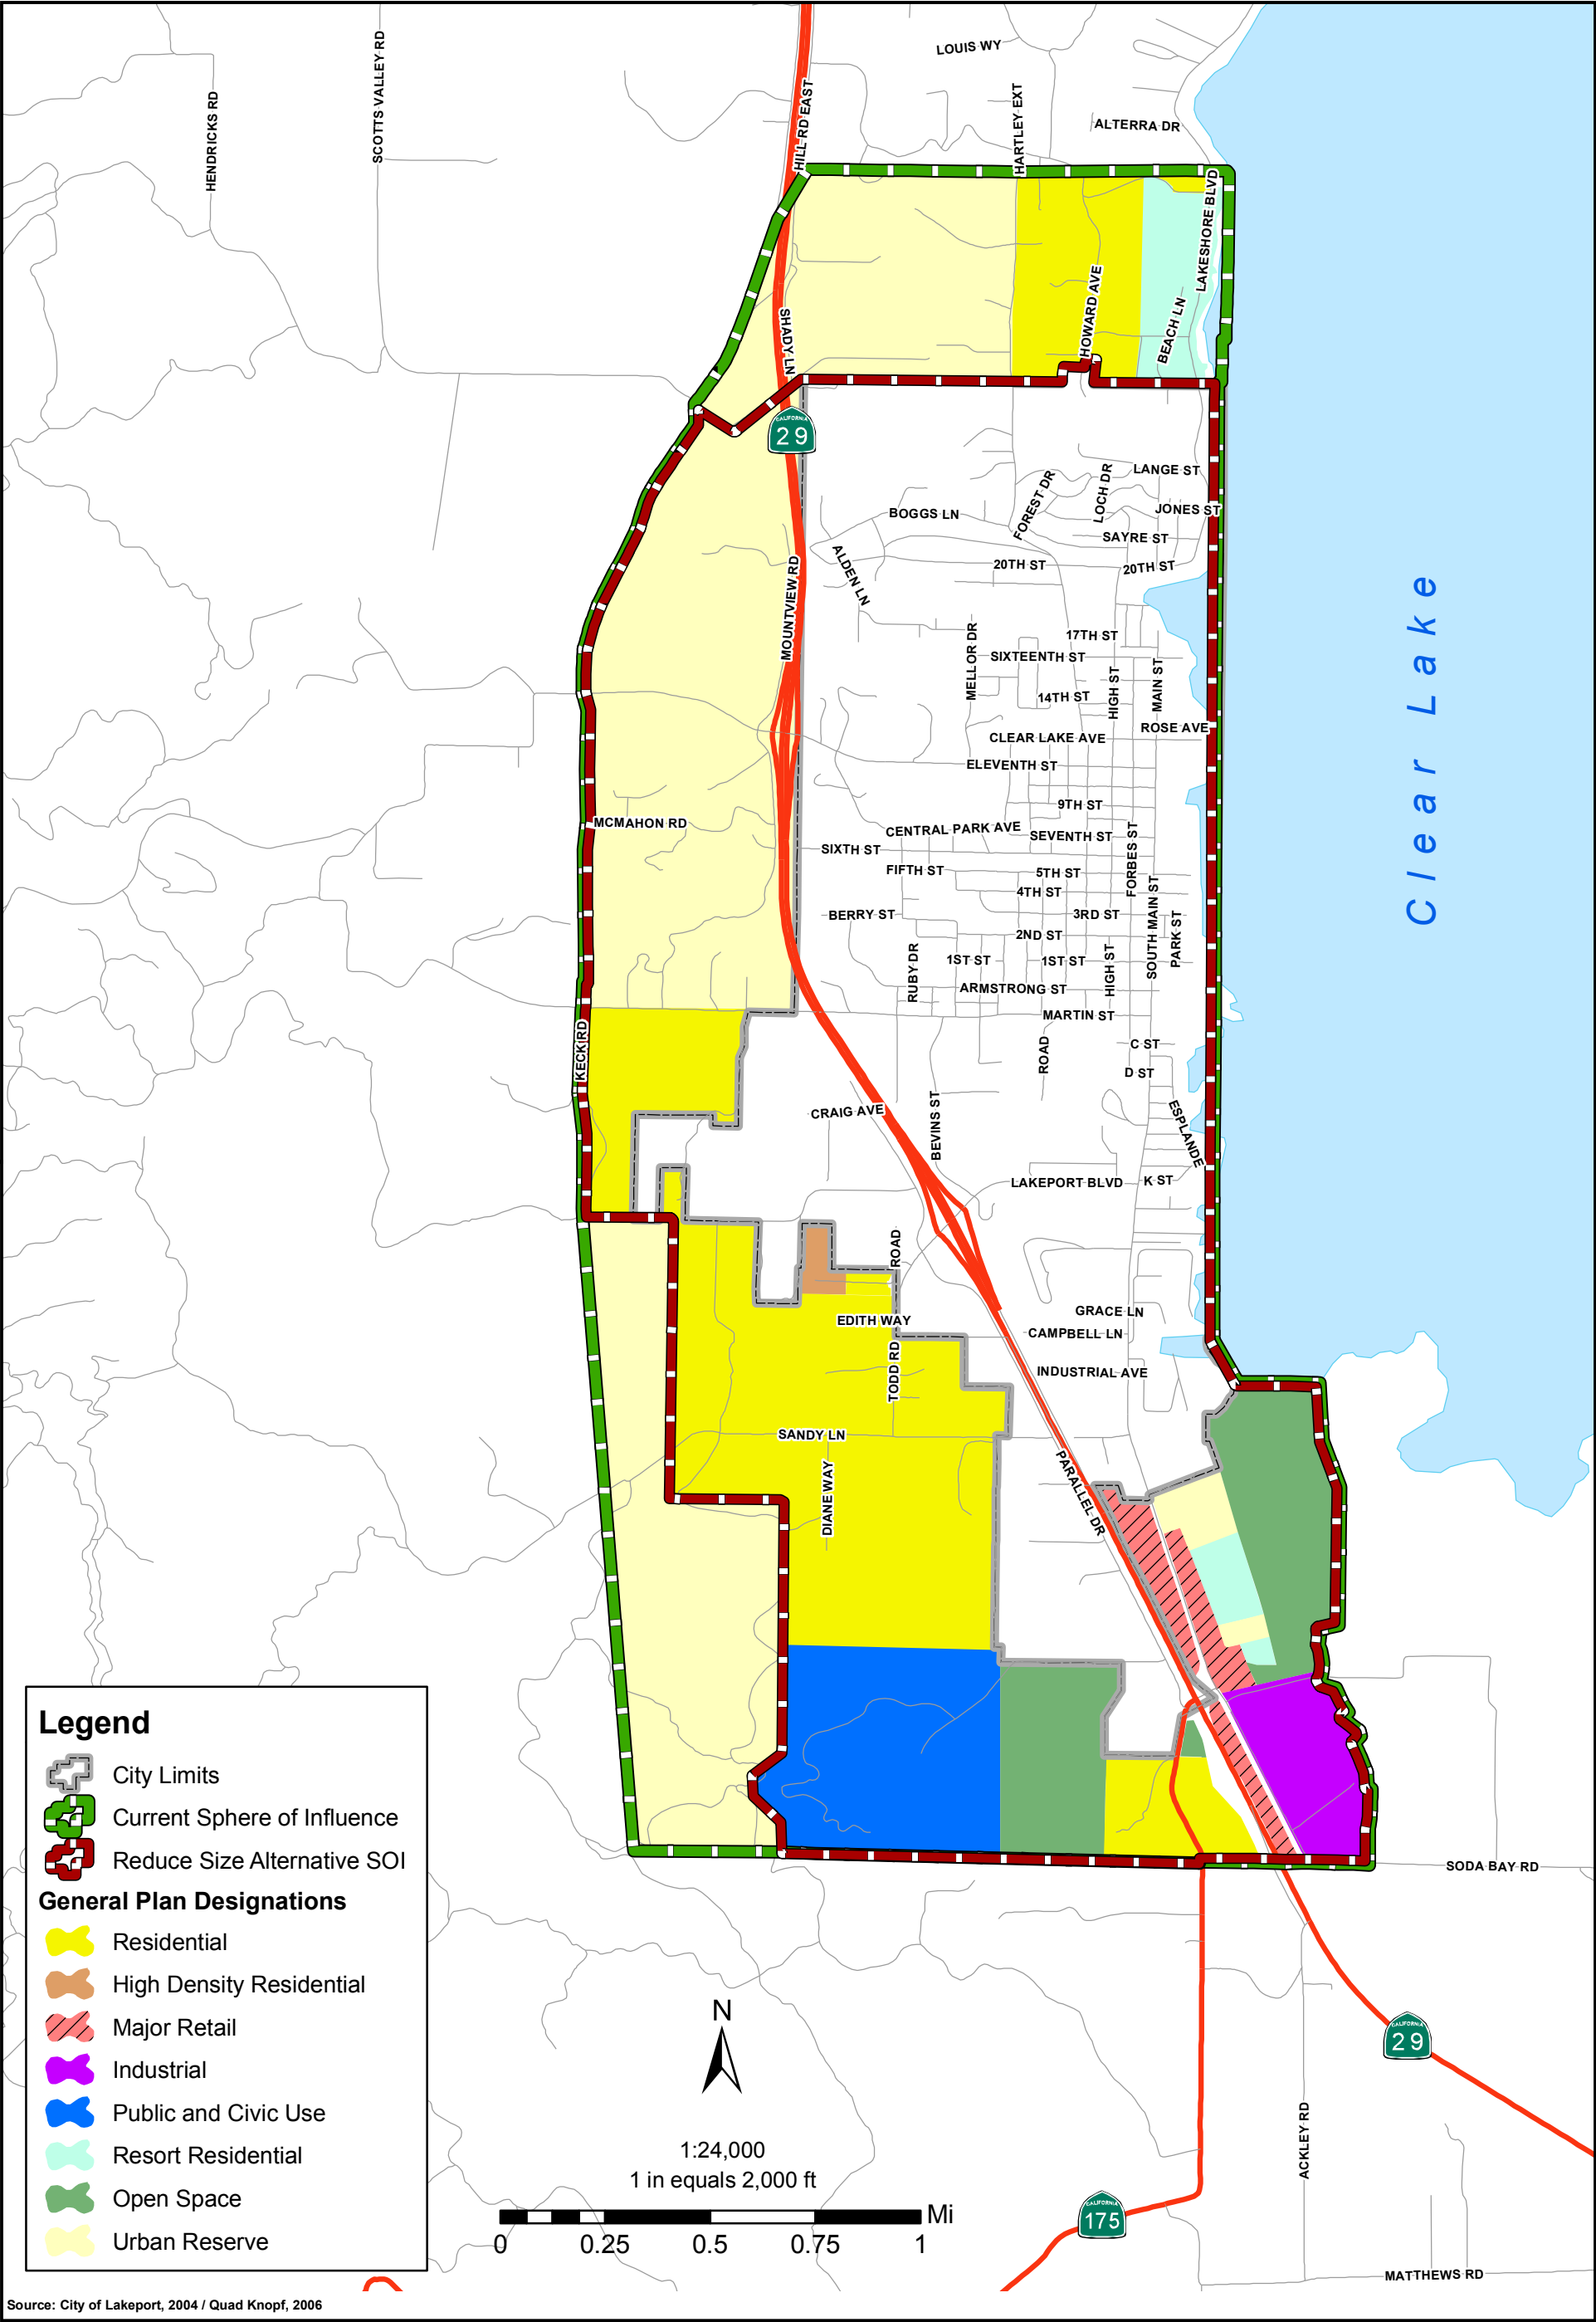 LOUIS WY
SCOTTS VALLEY RD
HENDRICKS RD
HILL RD EAST
HARTLEY EXT
ALTERRA DR
LAKESHORE BLVD
HOWARD AVE
BEACH LN
SHADY LN
CALIFORNIA
29
LANGE ST
FOREST DR
LOCH DR
JONES ST
BOGGS LN
SAYRE ST
20TH ST
20TH ST
ALDEN LN
MOUNTVIEW RD
Clear Lake
17TH ST
MELLOR DR
SIXTEENTH ST
HIGH ST
MAIN ST
14TH ST
ROSE AVE
CLEAR LAKE AVE
ELEVENTH ST
9TH ST
MCMAHON RD
CENTRAL PARK AVE
SEVENTH ST
FORBES ST
SIXTH ST
FIFTH ST
5TH ST
4TH ST
BERRY ST
3RD ST
SOUTH MAIN ST
PARK ST
2ND ST
RUBY DR
1ST ST
1ST ST
HIGH ST
ARMSTRONG ST
MARTIN ST
KECK RD
ROAD
C ST
D ST
CRAIG AVE
BEVINS ST
ESPLANDE
LAKEPORT BLVD
K ST
ROAD
GRACE LN
EDITH WAY
CAMPBELL LN
TODD RD
INDUSTRIAL AVE
SANDY LN
DIANE WAY
PARALLEL DR
SODA BAY RD
CALIFORNIA
29
ACKLEY RD
CALIFORNIA
175
MATTHEWS RD
Legend
City Limits
Current Sphere of Influence
Reduce Size Alternative SOI
General Plan Designations
Residential
High Density Residential
Major Retail
Industrial
Public and Civic Use
Resort Residential
Open Space
Urban Reserve
N
1:24,000
1 in equals 2,000 ft
Mi
0 0.25 0.5 0.75 1
Source: City of Lakeport, 2004 / Quad Knopf, 2006